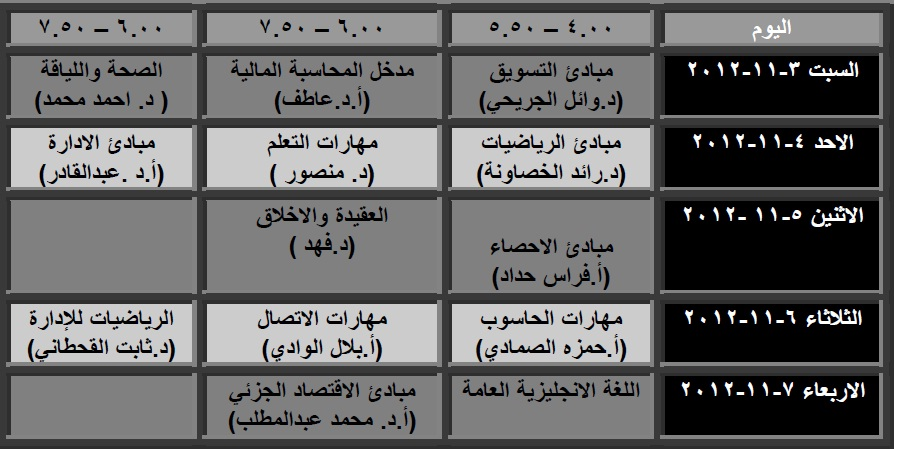 اليوم
٤.٠٠ – ٥.٥٠
٦.٠٠ – ٧.٥٠
٦.٠٠ – ٧.٥٠
السبت ٣-١١-٢٠١٢
مبادئ التسويق
(د.وائل الجريحي)
مدخل المحاسبة المالية
(أ.د.عاطف)
الصحة واللياقة
( د. احمد محمد)
الاحد ٤-١١-٢٠١٢
مبادئ الرياضيات
(د.رائد الخصاونة)
مهارات التعلم
(د. منصور )
مبادئ الادارة
(أ.د .عبدالقادر)
الاثنين ٥-١١ -٢٠١٢
مبادئ الاحصاء
(أ.فراس حداد)
العقيدة والاخلاق
(د.فهد )
الثلاثاء ٦-١١-٢٠١٢
مهارات الحاسوب
(أ.حمزه الصمادي)
مهارات الاتصال
(أ.بلال الوادي)
الرياضيات للإدارة
(د.ثابت القحطاني)
الاربعاء ٧-١١-٢٠١٢
اللغة الانجليزية العامة
مبادئ الاقتصاد الجزئي
(أ.د. محمد عبدالمطلب)